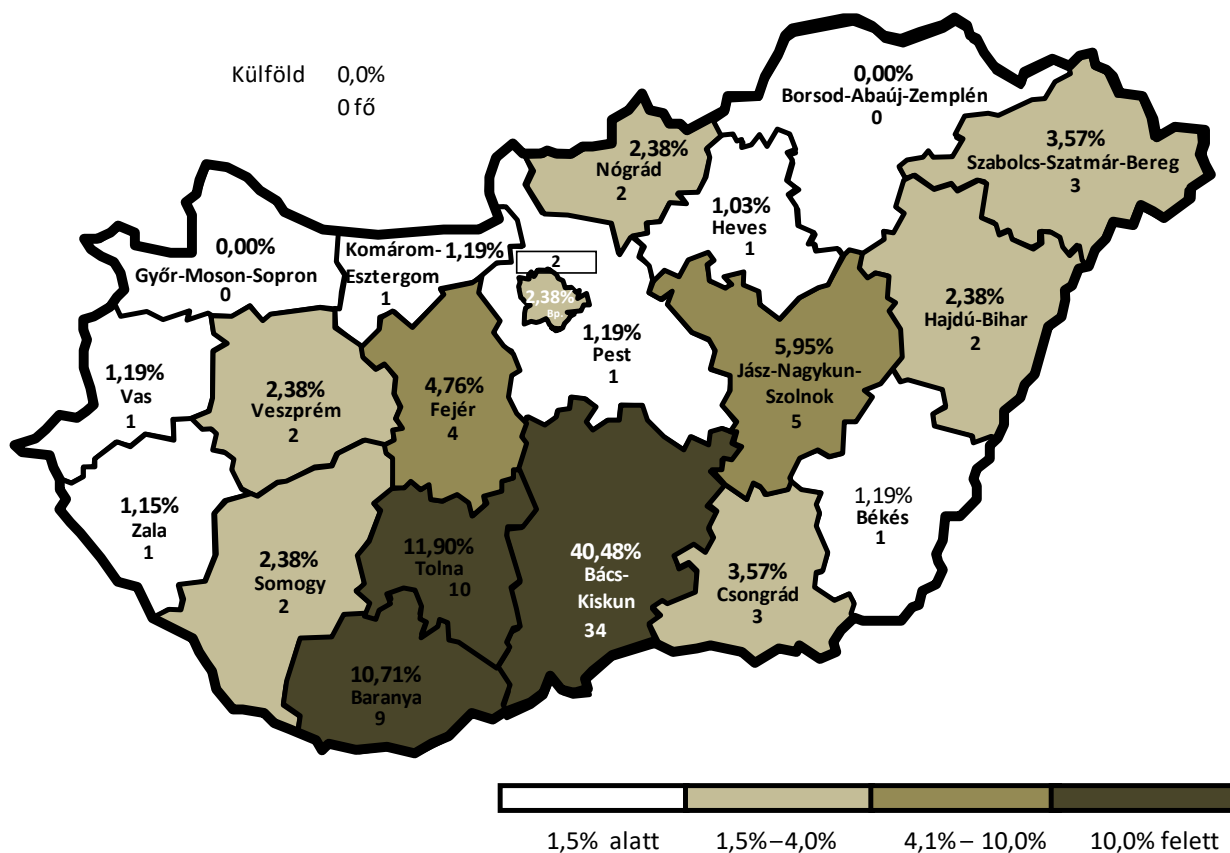 Külföld 0,0%
0 fő
0,00%
Borsod-Abaúj-Zemplén
0
3,57%
Szabolcs-Szatmár-Bereg
3
2,38%
Nógrád
2
1,03%
Heves
1
0,00%
Győr-Moson-Sopron
0
Komárom- 1,19%
Esztergom
1
2
2,38%
Bp.
1,19%
Pest
1
2,38%
Hajdú-Bihar
2
5,95%
Jász-Nagykun-
Szolnok
5
1,19%
Vas
1
2,38%
Veszprém
2
4,76%
Fejér
4
1,15%
Zala
1
2,38%
Somogy
2
11,90%
Tolna
10
40,48%
Bács-
Kiskun
34
3,57%
Csongrád
3
1,19%
Békés
1
10,71%
Baranya
9
1,5% alatt 1,5%–4,0% 4,1% – 10,0% 10,0% felett